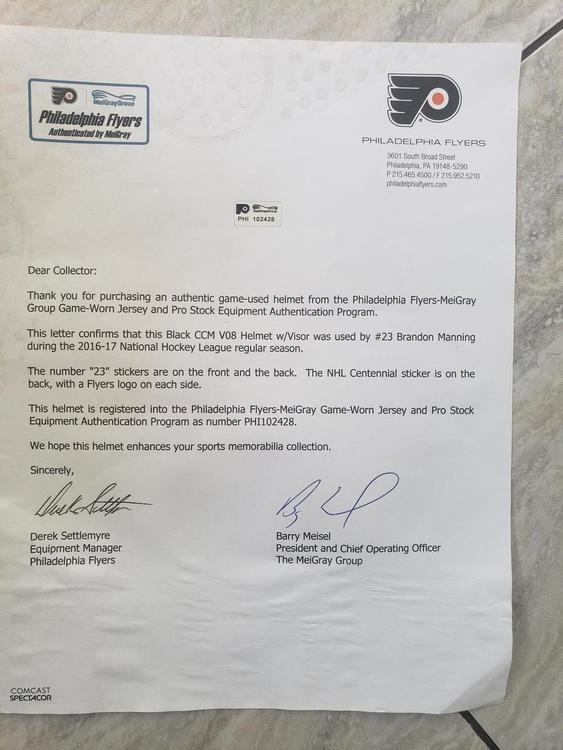 MeiGrayGroup
Philadelphia Flyers
Authenticated by MeiGray
PHILADELPHIA FLYERS
3601 South Broad Street
Philadelphia, PA 19148-5290
P 215.465.4500 / F 215.952.5210
philadelphiaflyers.com
MeiGrayGroup
PHI 102428
Dear Collector:
Thank you for purchasing an authentic game-used helmet from the Philadelphia Flyers-MeiGray
Group Game-Worn Jersey and Pro Stock Equipment Authentication Program.
This letter confirms that this Black CCM V08 Helmet w/Visor was used by #23 Brandon Manning
during the 2016-17 National Hockey League regular season.
The number "23" stickers are on the front and the back. The NHL Centennial sticker is on the
back, with a Flyers logo on each side.
This helmet is registered into the Philadelphia Flyers-MeiGray Game-Worn Jersey and Pro Stock
Equipment Authentication Program as number PHI102428.
We hope this helmet enhances your sports memorabilia collection.
Sincerely,
Derek Settlemyre
Equipment Manager
Philadelphia Flyers
Barry Meisel
President and Chief Operating Officer
The MeiGray Group
COMCAST
SPECTACOR